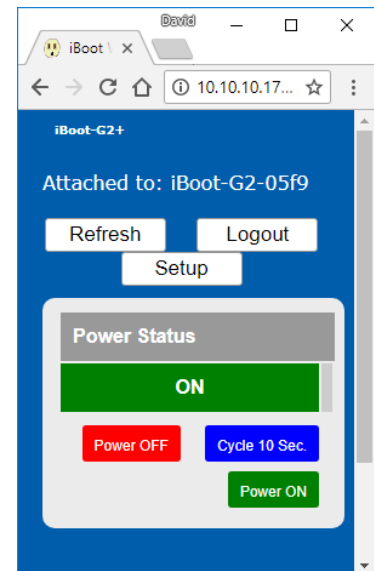 David
iBoot \
10.10.10.17...
iBoot-G2+
Attached to: iBoot-G2-05f9
Refresh Logout
Setup
Power Status
ON
Power OFF Cycle 10 Sec.
Power ON